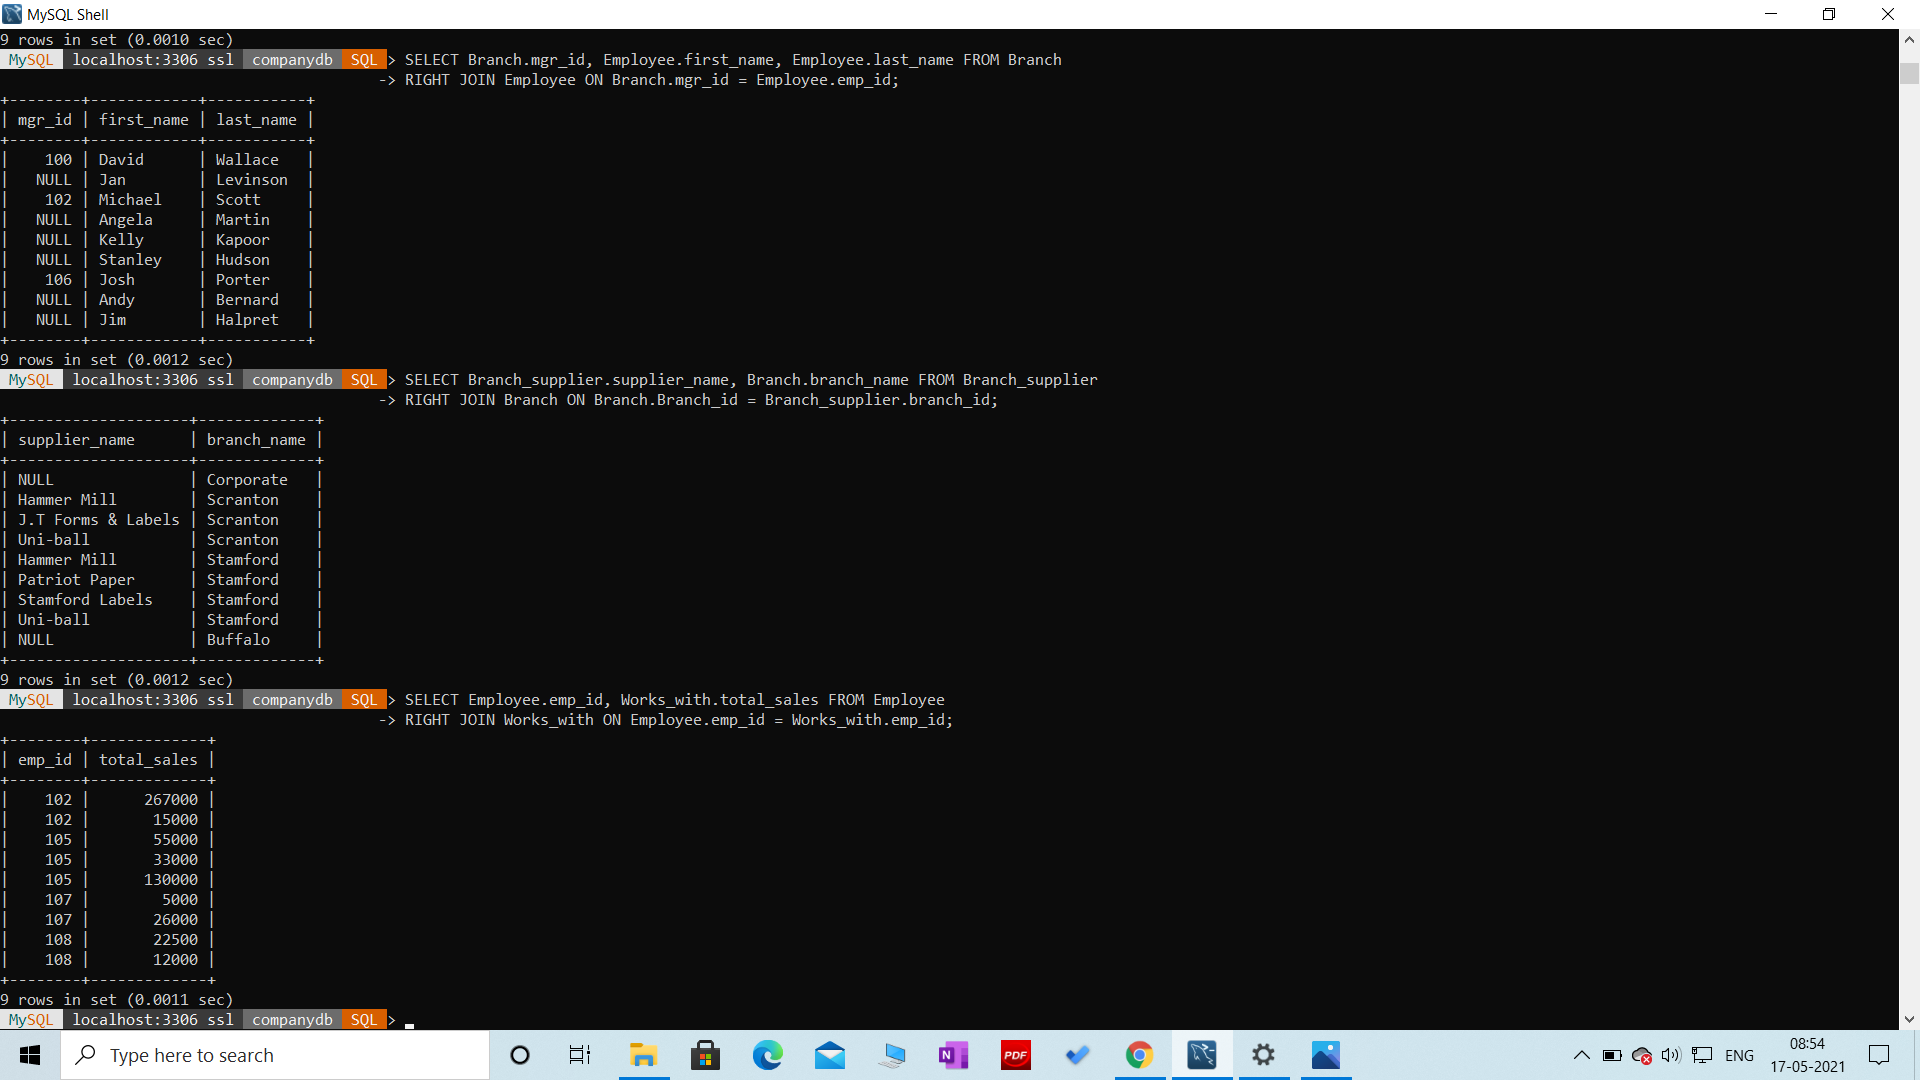 MySQL Shell
9 rows in set (0.0010 sec)
MySQL localhost:3306 ssl companydb SQL > SELECT Branch.mgr_id, Employee.first_name, Employee.last_name FROM Branch
-> RIGHT JOIN Employee ON Branch.mgr_id = Employee.emp_id;
+--------+------------+-----------+
| mgr_id | first_name | last_name |
+--------+------------+-----------+
|    100 | David      | Wallace   |
|   NULL | Jan        | Levinson  |
|    102 | Michael    | Scott     |
|   NULL | Angela     | Martin    |
|   NULL | Kelly      | Kapoor    |
|   NULL | Stanley    | Hudson    |
|    106 | Josh       | Porter    |
|   NULL | Andy       | Bernard   |
|   NULL | Jim        | Halpret   |
+--------+------------+-----------+
9 rows in set (0.0012 sec)
MySQL localhost:3306 ssl companydb SQL > SELECT Branch_supplier.supplier_name, Branch.branch_name FROM Branch_supplier
-> RIGHT JOIN Branch ON Branch.Branch_id = Branch_supplier.branch_id;
+--------------------+-------------+
| supplier_name      | branch_name |
+--------------------+-------------+
| NULL               | Corporate   |
| Hammer Mill        | Scranton    |
| J.T Forms & Labels | Scranton    |
| Uni-ball           | Scranton    |
| Hammer Mill        | Stamford    |
| Patriot Paper      | Stamford    |
| Stamford Labels    | Stamford    |
| Uni-ball           | Stamford    |
| NULL               | Buffalo     |
+--------------------+-------------+
9 rows in set (0.0012 sec)
MySQL localhost:3306 ssl companydb SQL > SELECT Employee.emp_id, Works_with.total_sales FROM Employee
-> RIGHT JOIN Works_with ON Employee.emp_id = Works_with.emp_id;
+--------+-------------+
| emp_id | total_sales |
+--------+-------------+
|    102 |      267000 |
|    102 |       15000 |
|    105 |       55000 |
|    105 |       33000 |
|    105 |      130000 |
|    107 |        5000 |
|    107 |       26000 |
|    108 |       22500 |
|    108 |       12000 |
+--------+-------------+
9 rows in set (0.0011 sec)
MySQL localhost:3306 ssl companydb SQL > _
Type here to search
N
PDF
ENG
08:54
17-05-2021